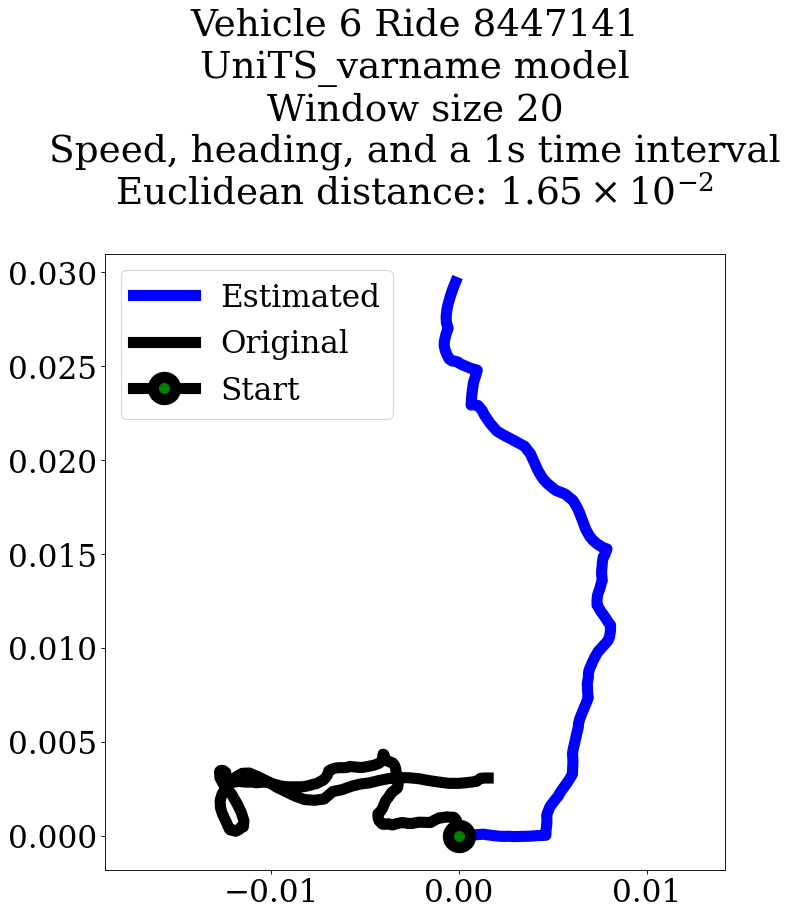 Vehicle 6 Ride 8447141
UniTS_varname model
Window size 20
Speed, heading, and a 1s time interval
Euclidean distance: 1.65 × 10⁻²
Estimated
Original
Start
0.030
0.025
0.020
0.015
0.010
0.005
0.000
−0.01
0.00
0.01